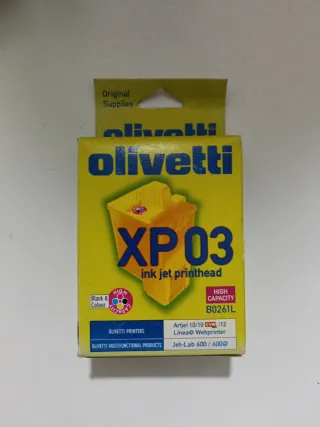 Original
Supplies
olivetti
olivetti
XP 03
ink jet printhead
HIGH
CAPACITY
B0261L
Black &
Colour
HIGH
OLIVETTI PRINTERS
Artjet 10/10 /12
Linea@ Webprinter
OLIVETTI MULTIFUNCTIONAL PRODUCTS
Jet-Lab 600 / 600@